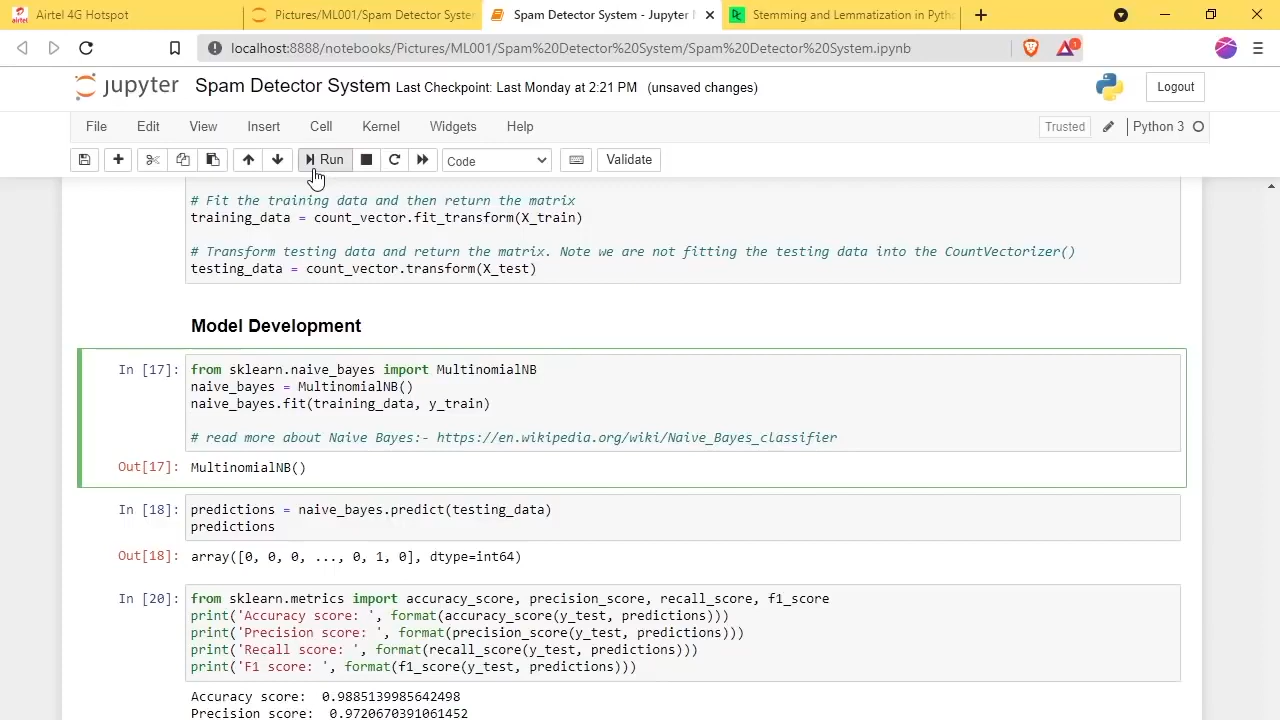 Airtel 4G Hotspot
Pictures/ML001/Spam Detector Syste
Spam Detector System - Jupyter
Stemming and Lemmatization in Pyth
localhost:8888/notebooks/Pictures/ML001/Spam%20Detector%20System/Spam%20Detector%20System.ipynb
1
jupyter Spam Detector System Last Checkpoint: Last Monday at 2:21 PM (unsaved changes)
Logout
File Edit View Insert Cell Kernel Widgets Help
Trusted
Python 3
Run
Code
Validate
# Fit the training data and then return the matrix
training_data = count_vector.fit_transform(X_train)
# Transform testing data and return the matrix. Note we are not fitting the testing data into the CountVectorizer()
testing_data = count_vector.transform(X_test)
Model Development
In [17]: from sklearn.naive_bayes import MultinomialNB
naive_bayes = MultinomialNB()
naive_bayes.fit(training_data, y_train)
# read more about Naive Bayes:- https://en.wikipedia.org/wiki/Naive_Bayes_classifier
Out[17]: MultinomialNB()
In [18]: predictions = naive_bayes.predict(testing_data)
predictions
Out[18]: array([0, 0, 0, ..., 0, 1, 0], dtype=int64)
In [20]: from sklearn.metrics import accuracy_score, precision_score, recall_score, f1_score
print('Accuracy score: ', format(accuracy_score(y_test, predictions)))
print('Precision score: ', format(precision_score(y_test, predictions)))
print('Recall score: ', format(recall_score(y_test, predictions)))
print('F1 score: ', format(f1_score(y_test, predictions)))
Accuracy score:  0.9885139985642498
Precision score:  0.9720670391061452